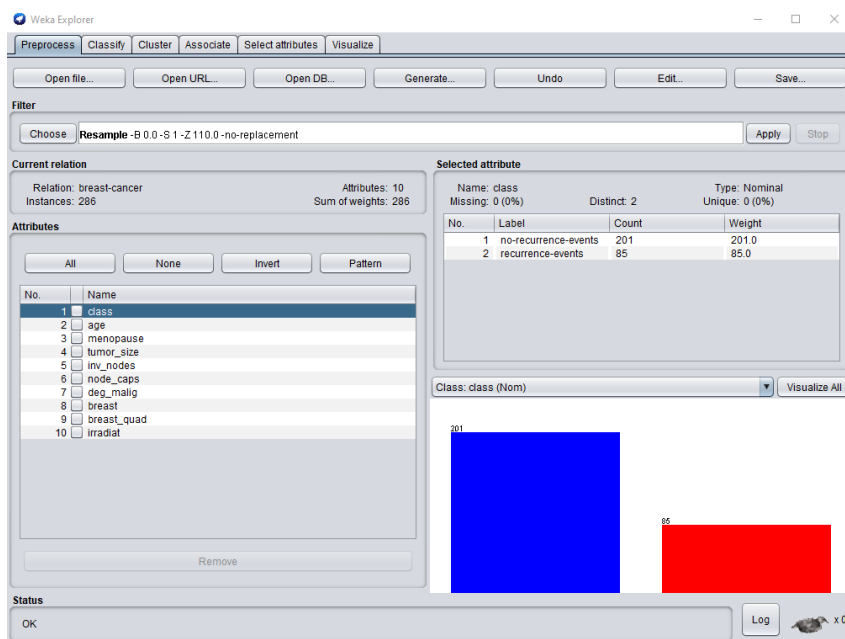 Weka Explorer
Preprocess Classify Cluster Associate Select attributes Visualize
Open file... Open URL... Open DB... Generate... Undo Edit... Save...
Filter
Choose Resample -B 0.0 -S 1 -Z 110.0 -no-replacement Apply Stop
Current relation
Relation: breast-cancer Attributes: 10
Instances: 286 Sum of weights: 286
Attributes
All None Invert Pattern
No. Name
1 class
2 age
3 menopause
4 tumor_size
5 inv_nodes
6 node_caps
7 deg_malig
8 breast
9 breast_quad
10 irradiat
Remove
Selected attribute
Name: class Type: Nominal
Missing: 0 (0%) Distinct: 2 Unique: 0 (0%)
No. Label Count Weight
1 no-recurrence-events 201 201.0
2 recurrence-events 85 85.0
Class: class (Nom) Visualize All
201
85
Status
OK Log x 0